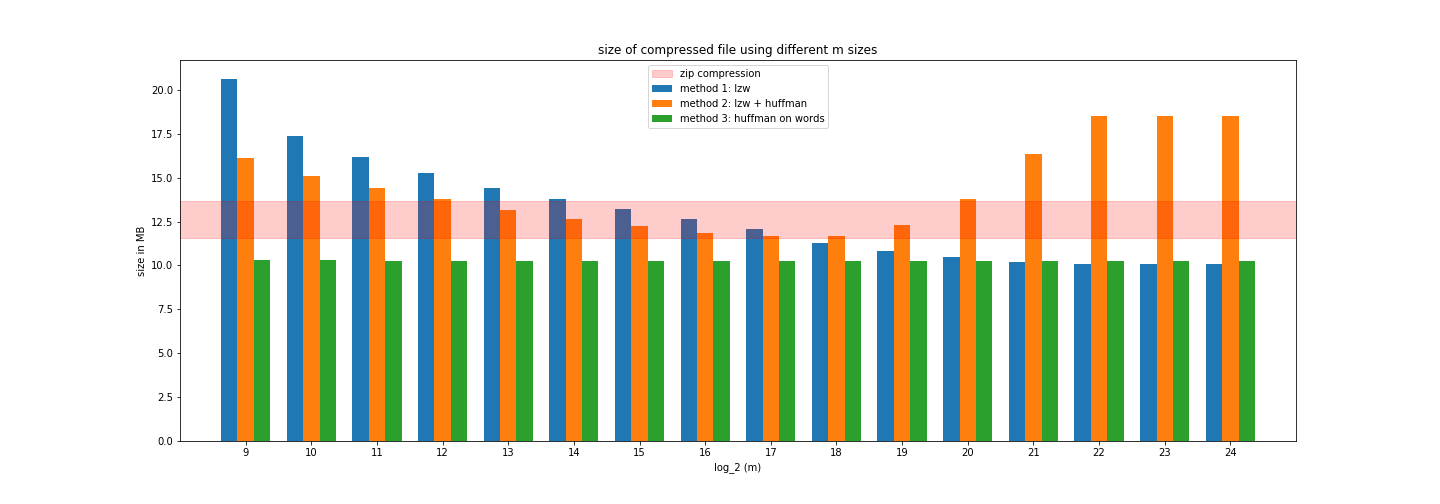 size of compressed file using different m sizes
zip compression
method 1: lzw
method 2: lzw + huffman
method 3: huffman on words
size in MB
20.0
17.5
15.0
12.5
10.0
7.5
5.0
2.5
0.0
9 10 11 12 13 14 15 16 17 18 19 20 21 22 23 24
log_2 (m)